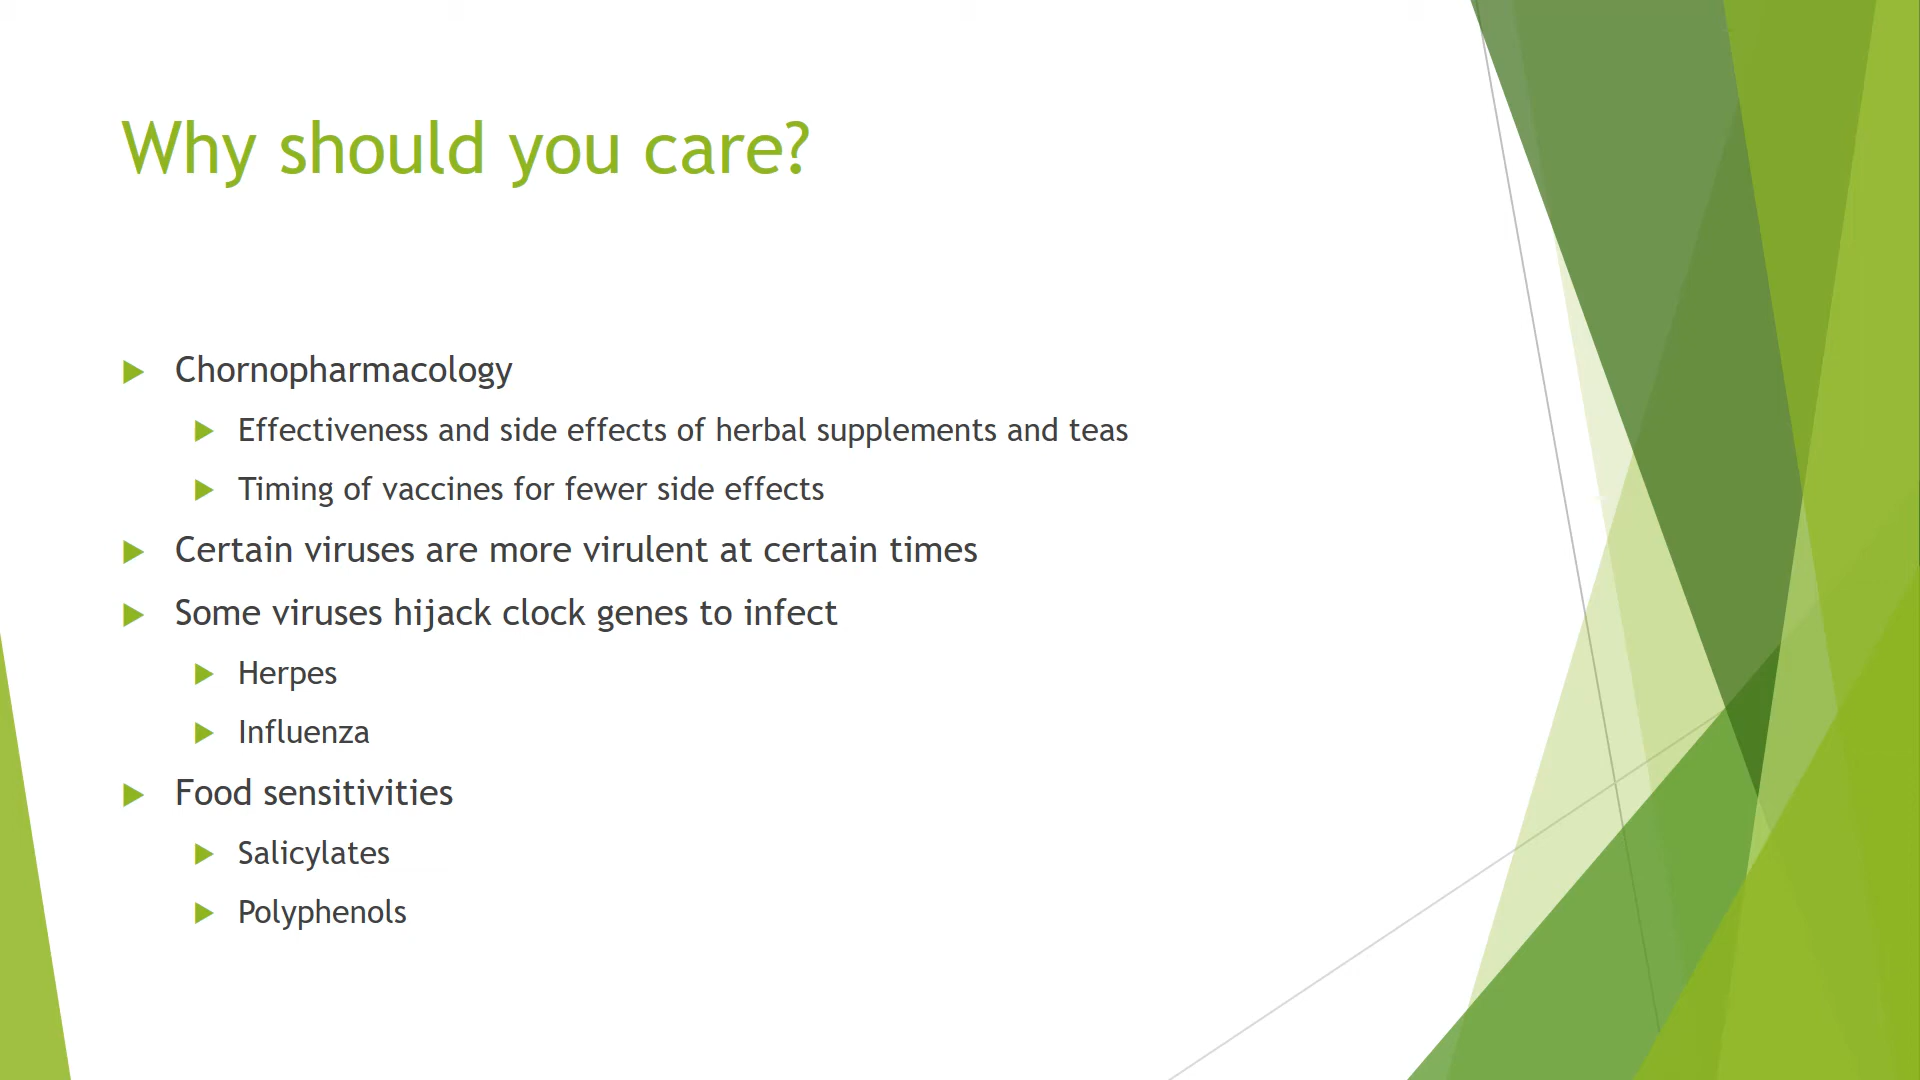 Why should you care?
Chornopharmacology
Effectiveness and side effects of herbal supplements and teas
Timing of vaccines for fewer side effects
Certain viruses are more virulent at certain times
Some viruses hijack clock genes to infect
Herpes
Influenza
Food sensitivities
Salicylates
Polyphenols